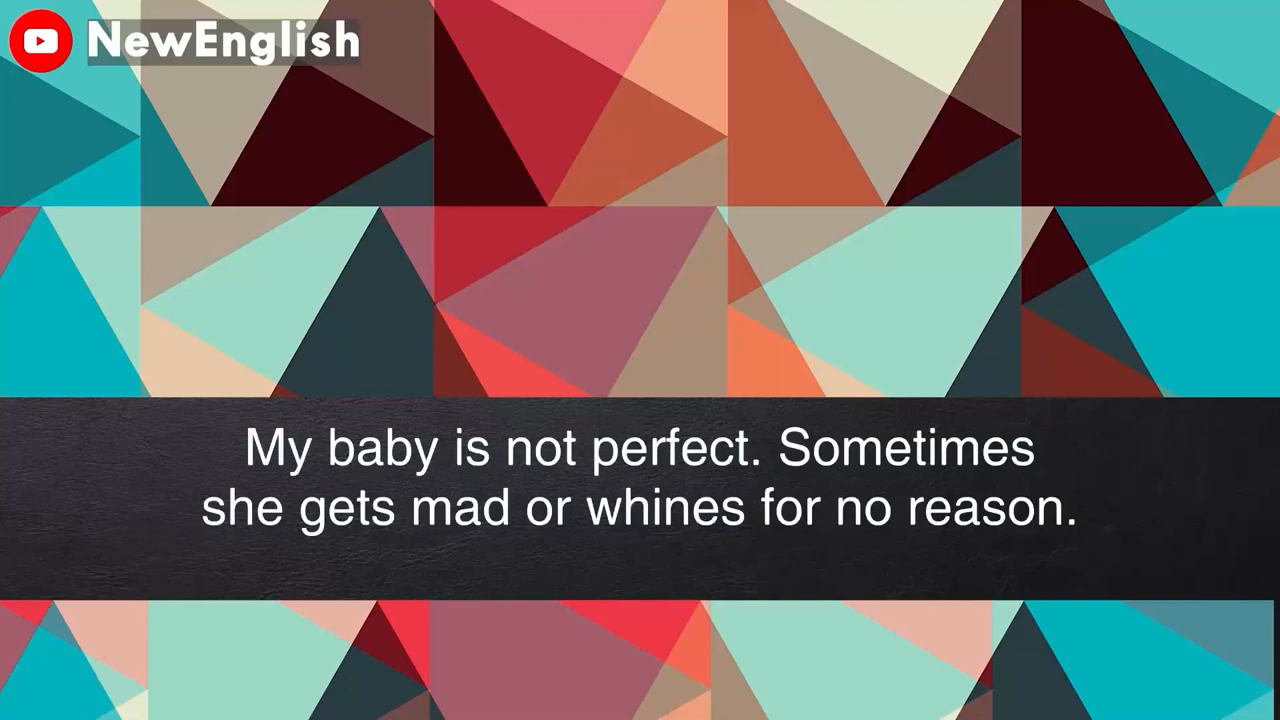 NewEnglish
My baby is not perfect. Sometimes
she gets mad or whines for no reason.